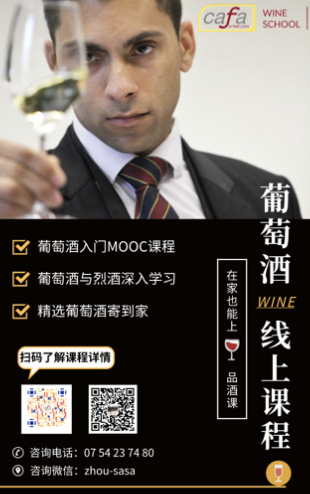 cafa
WINE
SCHOOL
葡萄酒
WINE
线上课程
在家也能上
品酒课
葡萄酒入门MOOC课程
葡萄酒与烈酒深入学习
精选葡萄酒寄到家
扫码了解课程详情
咨询电话：07 54 23 74 80
咨询微信：zhou-sasa